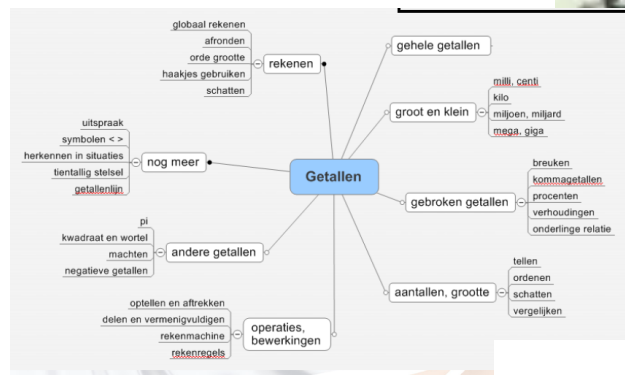 globaal rekenen
afronden
orde grootte
haakjes gebruiken
schatten
rekenen
uitspraak
symbolen < >
herkennen in situaties
tientallig stelsel
getallenlijn
nog meer
pi
kwadraat en wortel
machten
negatieve getallen
andere getallen
optellen en aftrekken
delen en vermenigvuldigen
rekenmachine
rekenregels
operaties,
bewerkingen
Getallen
gehele getallen
groot en klein
milli, centi
kilo
miljoen, miljard
mega, giga
gebroken getallen
breuken
kommagetallen
procenten
verhoudingen
onderlinge relatie
aantallen, grootte
tellen
ordenen
schatten
vergelijken